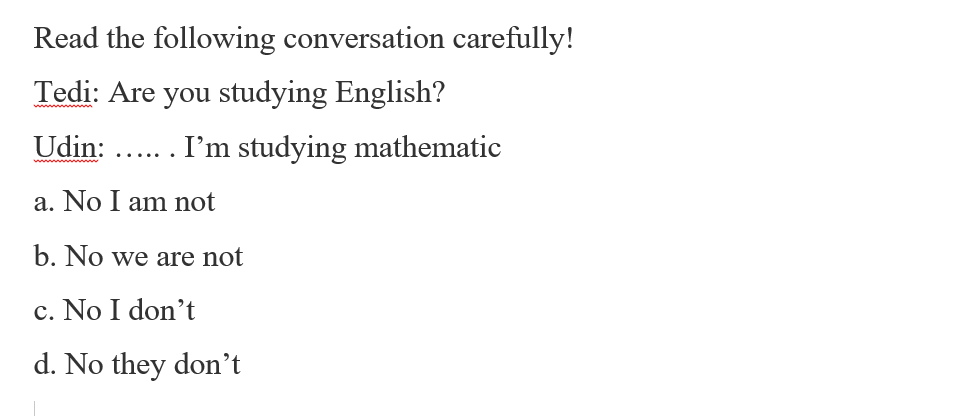 Read the following conversation carefully!
Tedi: Are you studying English?
Udin: ….. . I’m studying mathematic
a. No I am not
b. No we are not
c. No I don’t
d. No they don’t